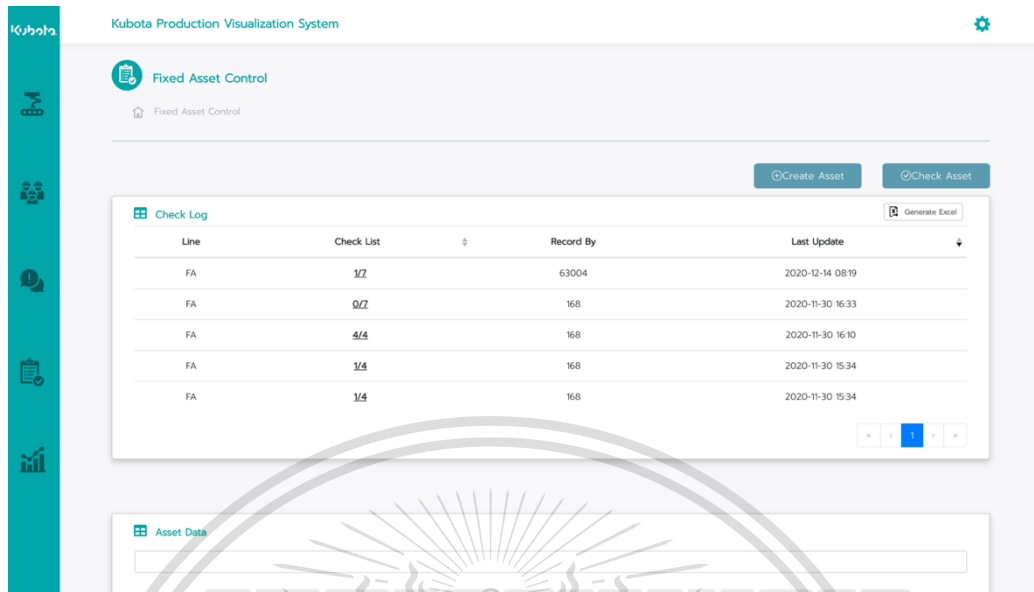 Kubota
Kubota Production Visualization System
Fixed Asset Control
Fixed Asset Control
Create Asset
Check Asset
Check Log
Generate Excel
Line Check List Record By Last Update
FA 1/7 63004 2020-12-14 08:19
FA 0/7 168 2020-11-30 16:33
FA 4/4 168 2020-11-30 16:10
FA 1/4 168 2020-11-30 15:34
FA 1/4 168 2020-11-30 15:34
« ‹ 1 › »
Asset Data